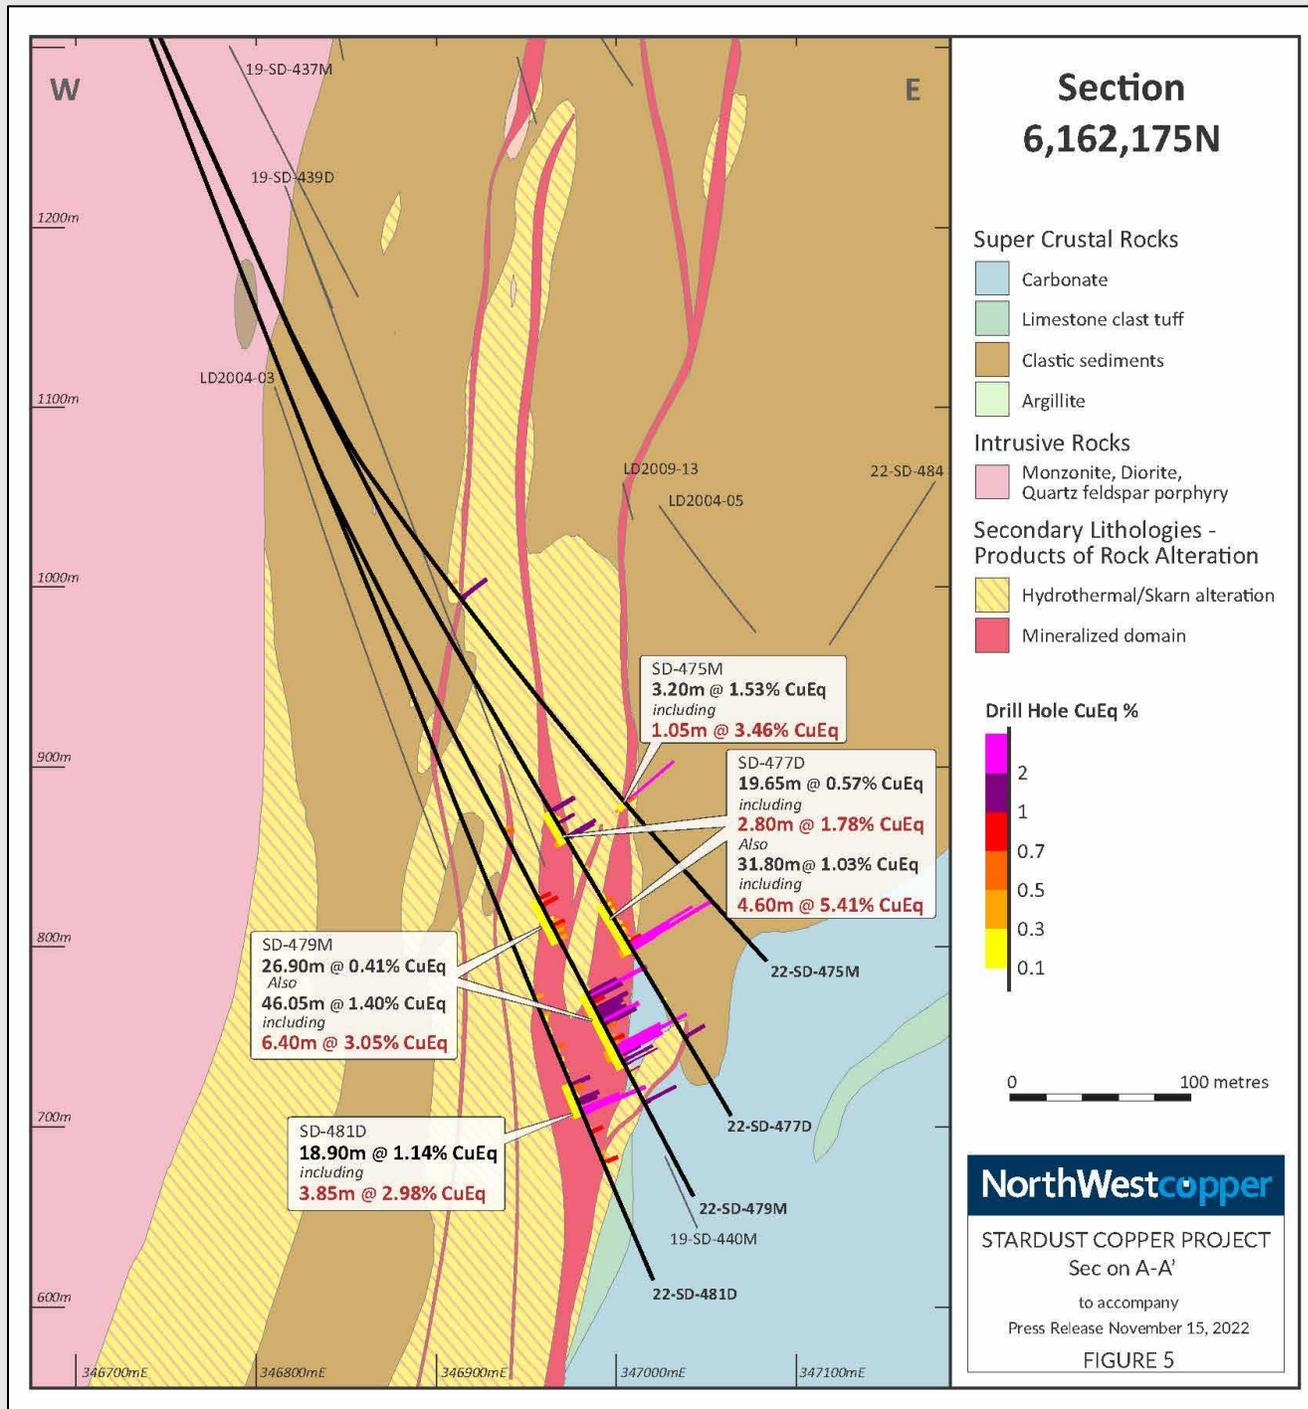 W
E
19-SD-437M
19-SD-439D
LD2004-03
LD2009-13
LD2004-05
22-SD-484
1200m
1100m
1000m
900m
800m
700m
600m
SD-475M
3.20m @ 1.53% CuEq
including
1.05m @ 3.46% CuEq
SD-477D
19.65m @ 0.57% CuEq
including
2.80m @ 1.78% CuEq
Also
31.80m@ 1.03% CuEq
including
4.60m @ 5.41% CuEq
SD-479M
26.90m @ 0.41% CuEq
Also
46.05m @ 1.40% CuEq
including
6.40m @ 3.05% CuEq
SD-481D
18.90m @ 1.14% CuEq
including
3.85m @ 2.98% CuEq
22-SD-475M
22-SD-477D
22-SD-479M
19-SD-440M
22-SD-481D
346700mE
346800mE
346900mE
347000mE
347100mE
Section
6,162,175N
Super Crustal Rocks
Carbonate
Limestone clast tuff
Clastic sediments
Argillite
Intrusive Rocks
Monzonite, Diorite,
Quartz feldspar porphyry
Secondary Lithologies -
Products of Rock Alteration
Hydrothermal/Skarn alteration
Mineralized domain
Drill Hole CuEq %
2
1
0.7
0.5
0.3
0.1
0 100 metres
NorthWestcopper
STARDUST COPPER PROJECT
Sec on A-A'
to accompany
Press Release November 15, 2022
FIGURE 5